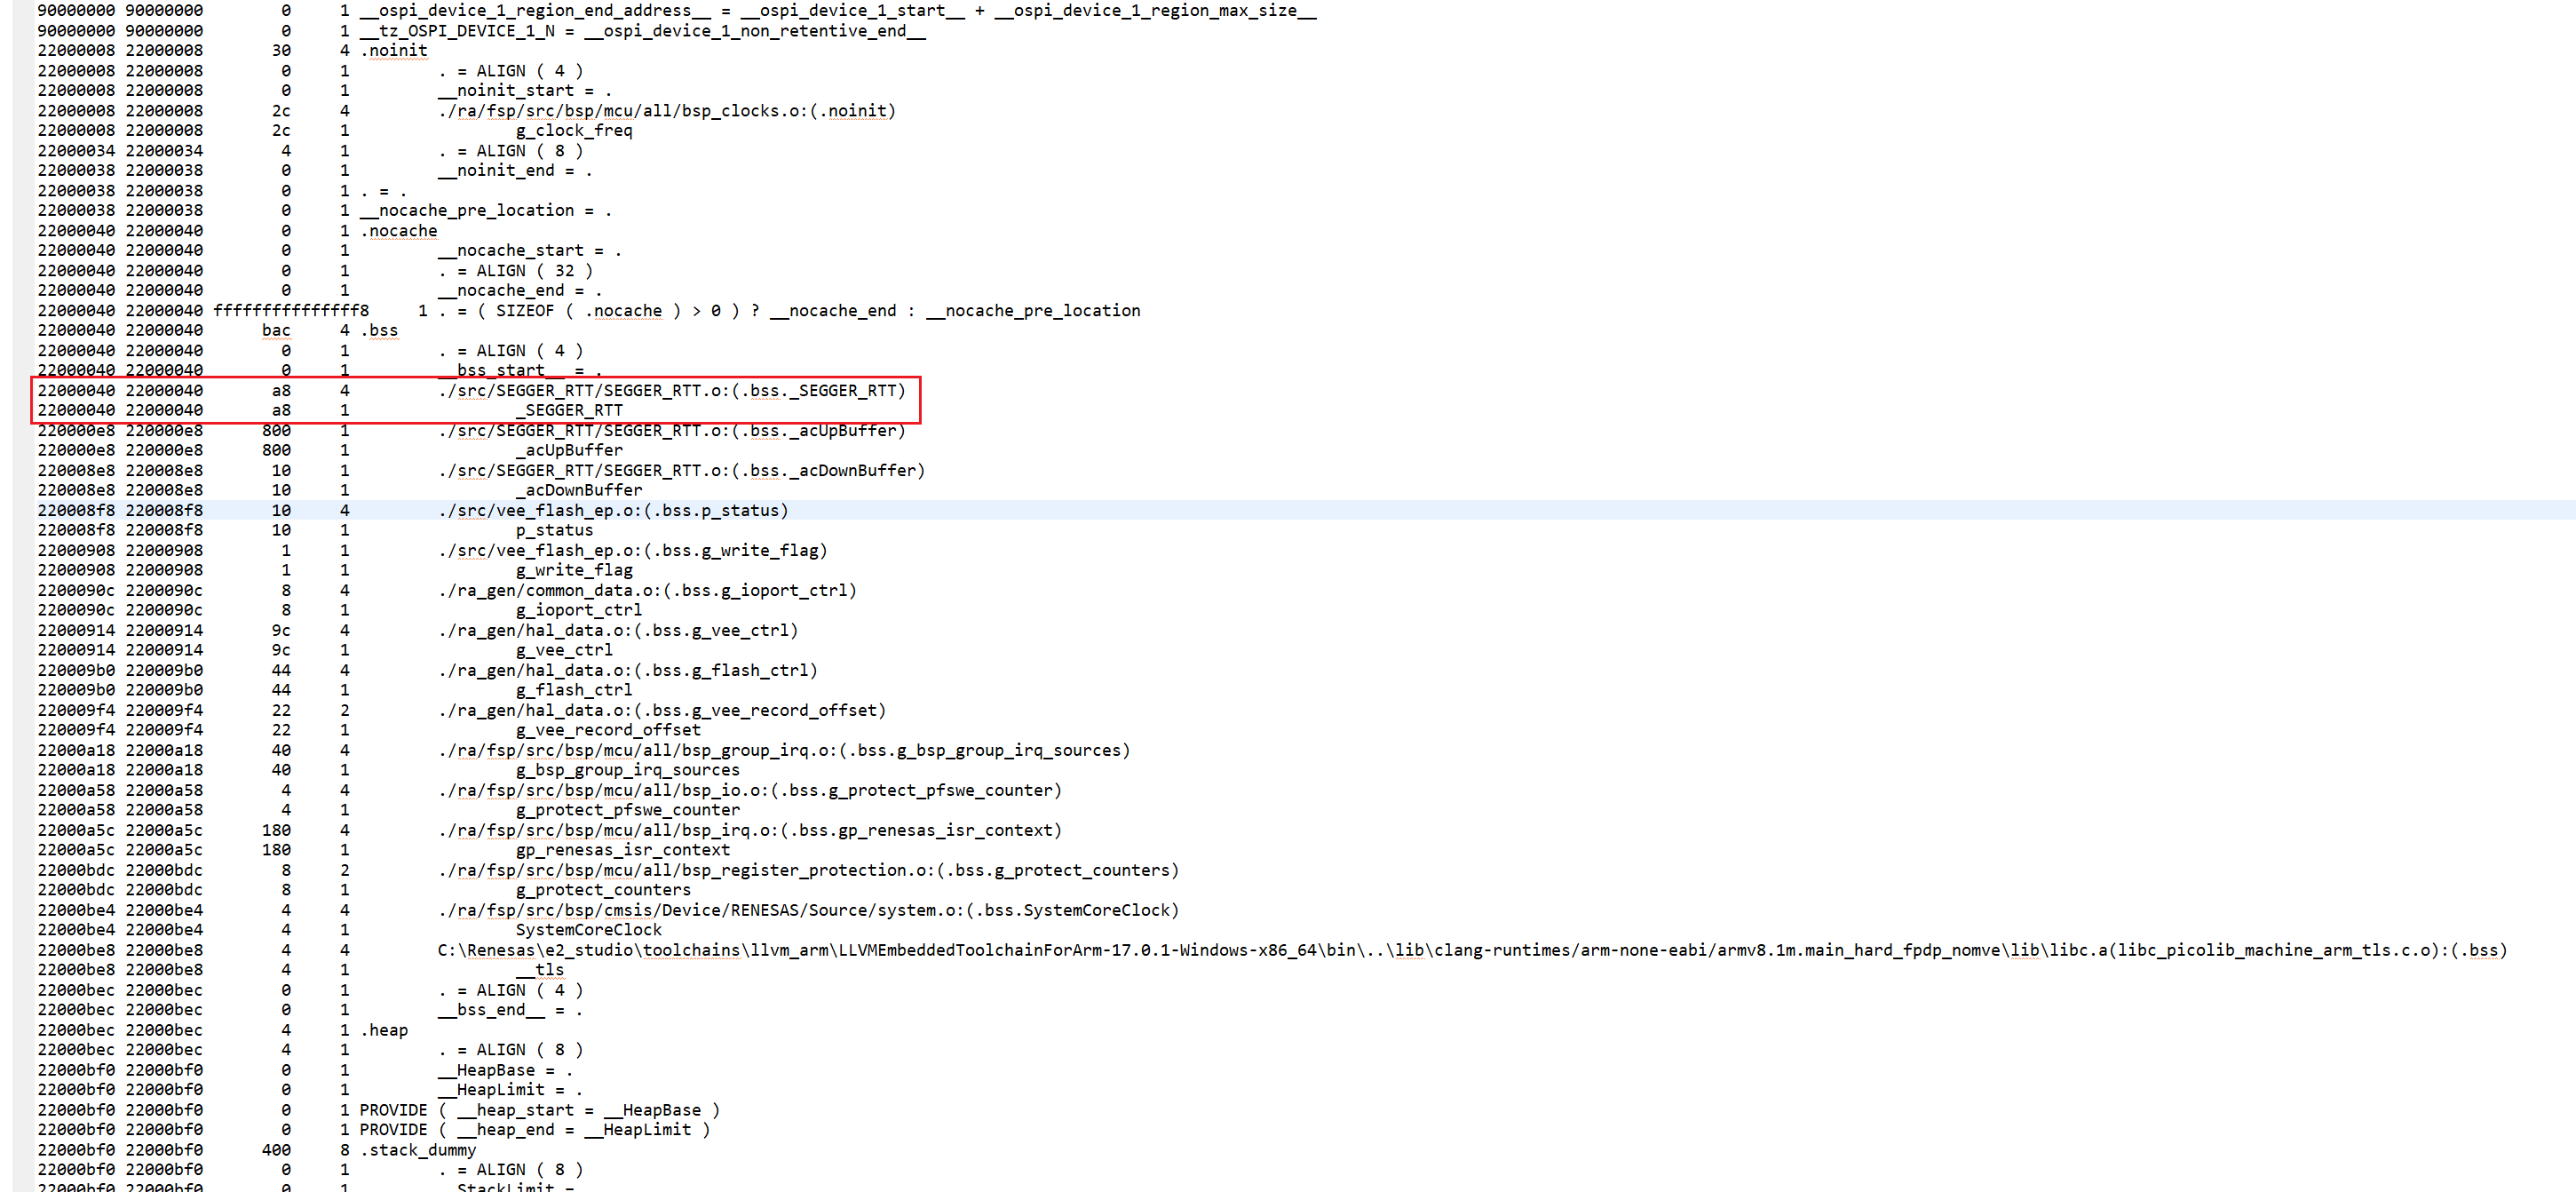 90000000 90000000 0 1 __ospi_device_1_region_end_address__ = __ospi_device_1_start__ + __ospi_device_1_region_max_size__
90000000 90000000 0 1 __tz_OSPI_DEVICE_1_N = __ospi_device_1_non_retentive_end__
22000008 22000008 30 4 .noinit
22000008 22000008 0 1 . = ALIGN ( 4 )
22000008 22000008 0 1 __noinit_start = .
22000008 22000008 2c 4 ./ra/fsp/src/bsp/mcu/all/bsp_clocks.o:(.noinit)
22000008 22000008 2c 1 g_clock_freq
22000034 22000034 4 1 . = ALIGN ( 8 )
22000038 22000038 0 1 __noinit_end = .
22000038 22000038 0 1 . = .
22000038 22000038 0 1 __nocache_pre_location = .
22000040 22000040 0 1 .nocache
22000040 22000040 0 1 __nocache_start = .
22000040 22000040 0 1 . = ALIGN ( 32 )
22000040 22000040 0 1 __nocache_end = .
22000040 22000040 fffffffffffffff8 1 . = ( SIZEOF ( .nocache ) > 0 ) ? __nocache_end : __nocache_pre_location
22000040 22000040 bac 4 .bss
22000040 22000040 0 1 . = ALIGN ( 4 )
22000040 22000040 0 1 __bss_start__ = .
22000040 22000040 a8 4 ./src/SEGGER_RTT/SEGGER_RTT.o:(.bss._SEGGER_RTT)
22000040 22000040 a8 1 _SEGGER_RTT
220000e8 220000e8 800 1 ./src/SEGGER_RTT/SEGGER_RTT.o:(.bss._acUpBuffer)
220000e8 220000e8 800 1 _acUpBuffer
220008e8 220008e8 10 1 ./src/SEGGER_RTT/SEGGER_RTT.o:(.bss._acDownBuffer)
220008e8 220008e8 10 1 _acDownBuffer
220008f8 220008f8 10 4 ./src/vee_flash_ep.o:(.bss.p_status)
220008f8 220008f8 10 1 p_status
22000908 22000908 1 1 ./src/vee_flash_ep.o:(.bss.g_write_flag)
22000908 22000908 1 1 g_write_flag
2200090c 2200090c 8 4 ./ra_gen/common_data.o:(.bss.g_ioport_ctrl)
2200090c 2200090c 8 1 g_ioport_ctrl
22000914 22000914 9c 4 ./ra_gen/hal_data.o:(.bss.g_vee_ctrl)
22000914 22000914 9c 1 g_vee_ctrl
220009b0 220009b0 44 4 ./ra_gen/hal_data.o:(.bss.g_flash_ctrl)
220009b0 220009b0 44 1 g_flash_ctrl
220009f4 220009f4 22 2 ./ra_gen/hal_data.o:(.bss.g_vee_record_offset)
220009f4 220009f4 22 1 g_vee_record_offset
22000a18 22000a18 40 4 ./ra/fsp/src/bsp/mcu/all/bsp_group_irq.o:(.bss.g_bsp_group_irq_sources)
22000a18 22000a18 40 1 g_bsp_group_irq_sources
22000a58 22000a58 4 4 ./ra/fsp/src/bsp/mcu/all/bsp_io.o:(.bss.g_protect_pfswe_counter)
22000a58 22000a58 4 1 g_protect_pfswe_counter
22000a5c 22000a5c 180 4 ./ra/fsp/src/bsp/mcu/all/bsp_irq.o:(.bss.gp_renesas_isr_context)
22000a5c 22000a5c 180 1 gp_renesas_isr_context
22000bdc 22000bdc 8 2 ./ra/fsp/src/bsp/mcu/all/bsp_register_protection.o:(.bss.g_protect_counters)
22000bdc 22000bdc 8 1 g_protect_counters
22000be4 22000be4 4 4 ./ra/fsp/src/bsp/cmsis/Device/RENESAS/Source/system.o:(.bss.SystemCoreClock)
22000be4 22000be4 4 1 SystemCoreClock
22000be8 22000be8 4 4 C:\Renesas\e2_studio\toolchains\llvm_arm\LLVMEmbeddedToolchainForArm-17.0.1-Windows-x86_64\bin\..\lib\clang-runtimes/arm-none-eabi/armv8.1m.main_hard_fpdp_nomve\lib\libc.a(libc_picolib_machine_arm_tls.c.o):(.bss)
22000be8 22000be8 4 1 __tls
22000bec 22000bec 0 1 . = ALIGN ( 4 )
22000bec 22000bec 0 1 __bss_end__ = .
22000bec 22000bec 4 1 .heap
22000bec 22000bec 4 1 . = ALIGN ( 8 )
22000bf0 22000bf0 0 1 __HeapBase = .
22000bf0 22000bf0 0 1 __HeapLimit = .
22000bf0 22000bf0 0 1 PROVIDE ( __heap_start = __HeapBase )
22000bf0 22000bf0 0 1 PROVIDE ( __heap_end = __HeapLimit )
22000bf0 22000bf0 400 8 .stack_dummy
22000bf0 22000bf0 0 1 . = ALIGN ( 8 )
22000bf0 22000bf0 0 1 __StackLimit =